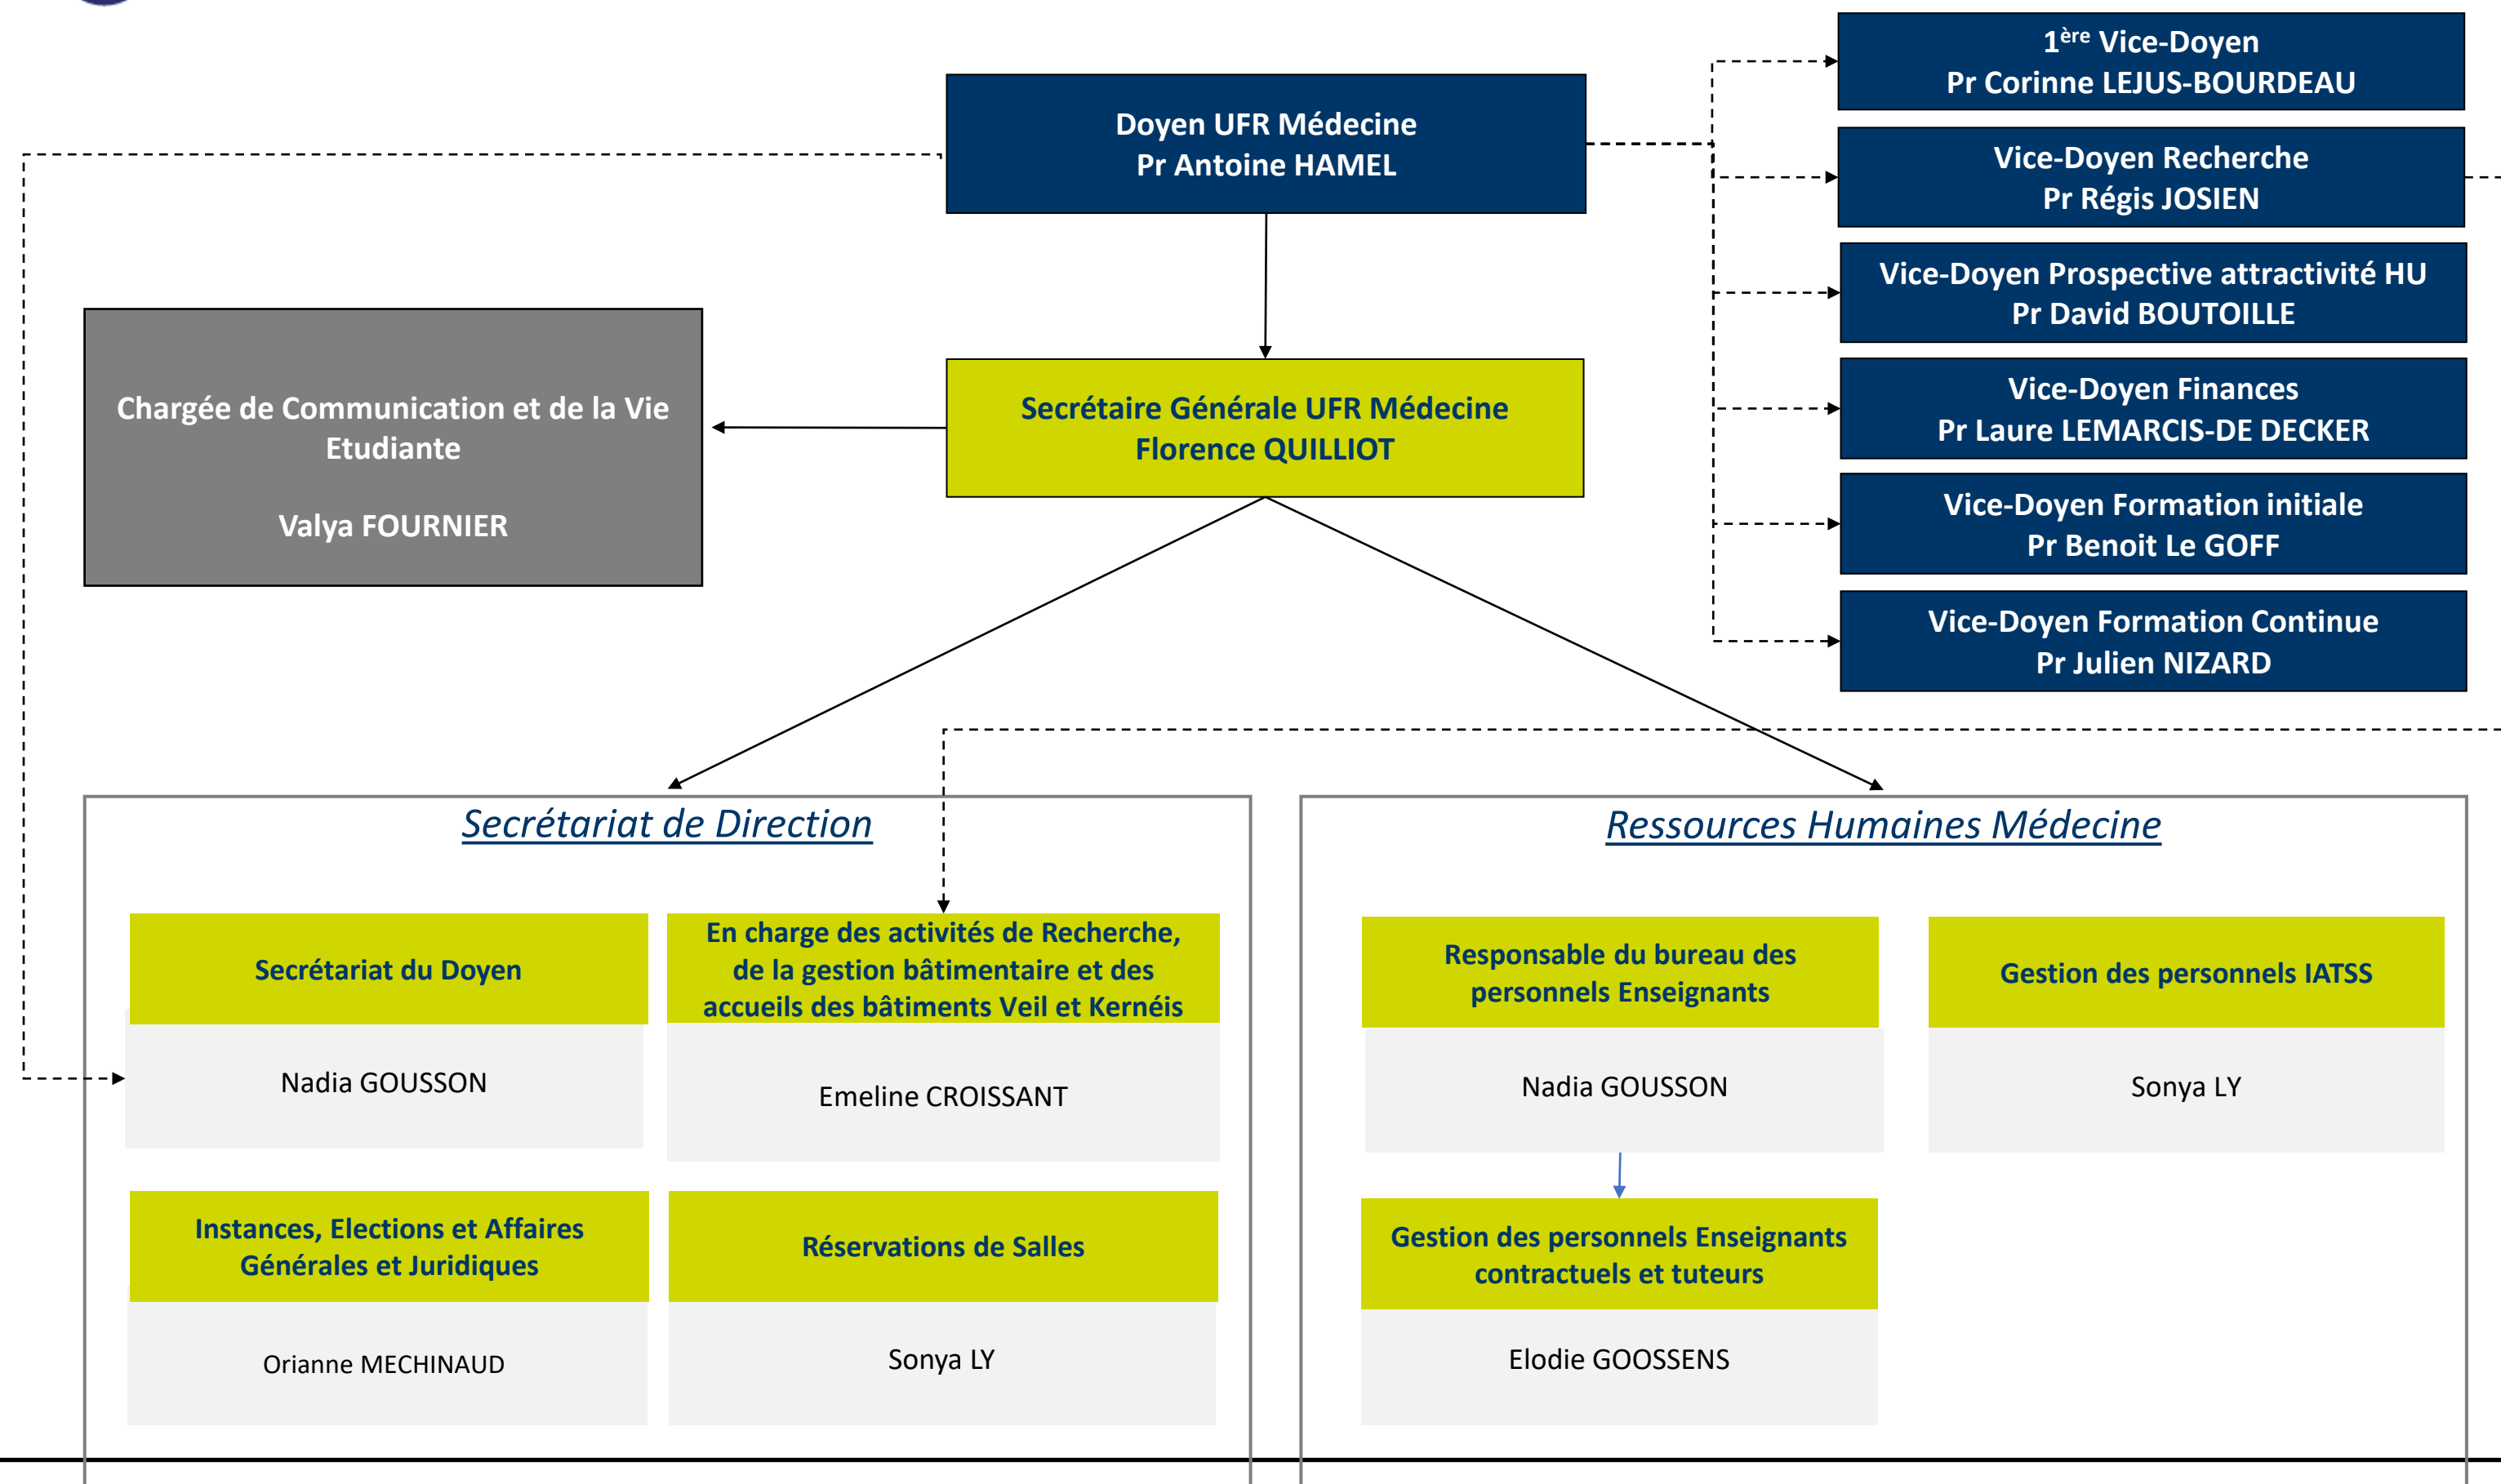 1ère Vice-Doyen
Pr Corinne LEJUS-BOURDEAU
Doyen UFR Médecine
Pr Antoine HAMEL
Vice-Doyen Recherche
Pr Régis JOSIEN
Vice-Doyen Prospective attractivité HU
Pr David BOUTOILLE
Chargée de Communication et de la Vie
Etudiante
Valya FOURNIER
Secrétaire Générale UFR Médecine
Florence QUILLIOT
Vice-Doyen Finances
Pr Laure LEMARCIS-DE DECKER
Vice-Doyen Formation initiale
Pr Benoit Le GOFF
Vice-Doyen Formation Continue
Pr Julien NIZARD
Secrétariat de Direction
Secrétariat du Doyen
Nadia GOUSSON
En charge des activités de Recherche,
de la gestion bâtimentaire et des
accueils des bâtiments Veil et Kernéis
Emeline CROISSANT
Instances, Elections et Affaires
Générales et Juridiques
Orianne MECHINAUD
Réservations de Salles
Sonya LY
Ressources Humaines Médecine
Responsable du bureau des
personnels Enseignants
Nadia GOUSSON
Gestion des personnels IATSS
Sonya LY
Gestion des personnels Enseignants
contractuels et tuteurs
Elodie GOOSSENS